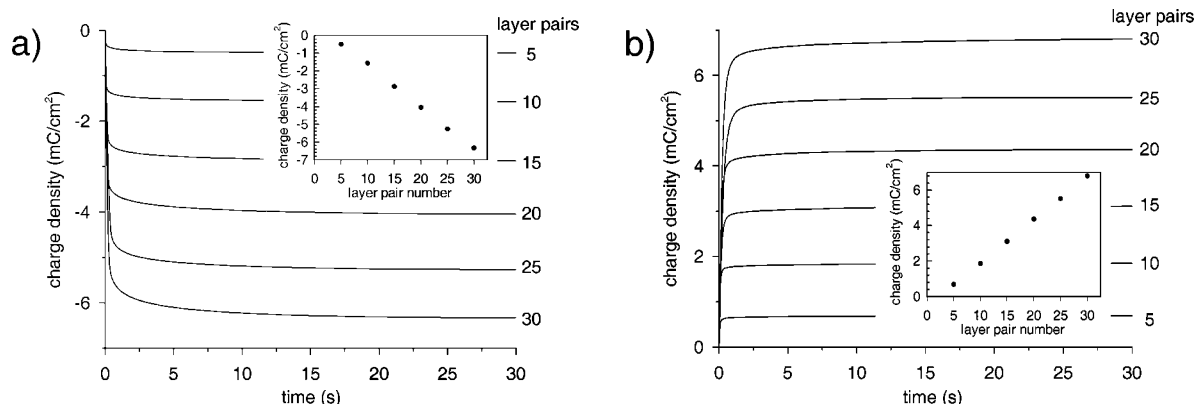 a)
charge density (mC/cm²)
0
-2
-4
-6
0 5 10 15 20 25 30
time (s)
layer pairs
5
10
15
20
25
30
charge density (mC/cm²)
0
-1
-2
-3
-4
-5
-6
-7
0 5 10 15 20 25 30
layer pair number
b)
charge density (mC/cm²)
6
4
2
0
0 5 10 15 20 25 30
time (s)
layer pairs
30
25
20
15
10
5
charge density (mC/cm²)
6
4
2
0
0 5 10 15 20 25 30
layer pair number